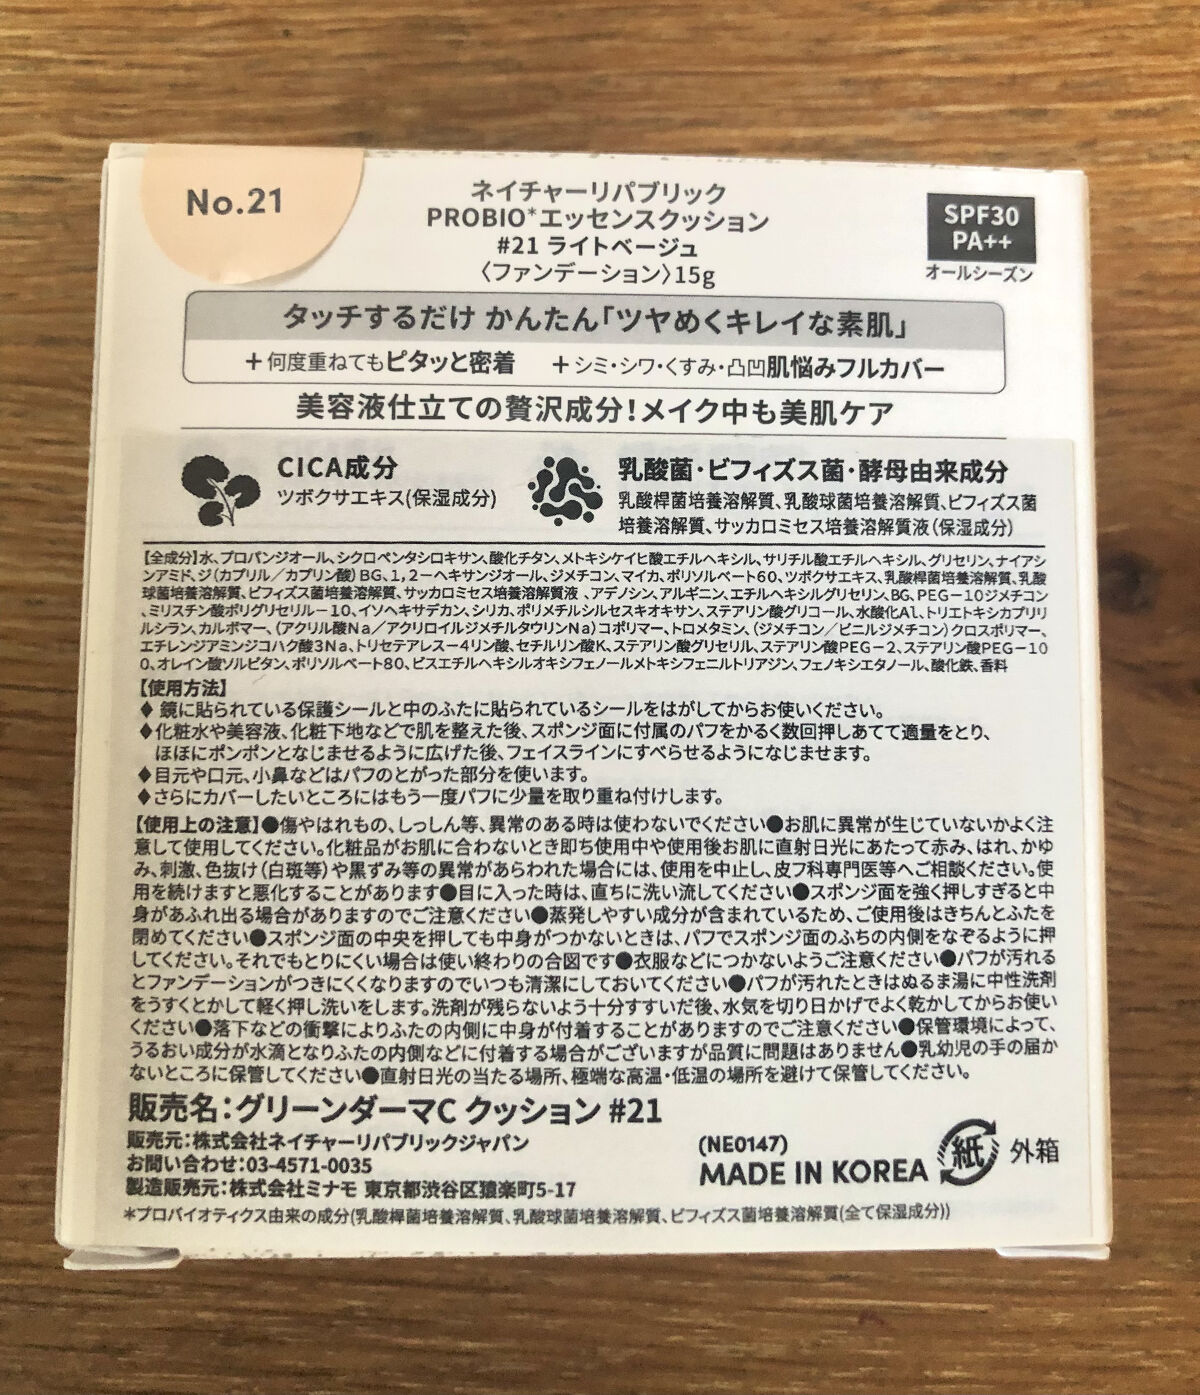 No.21
ネイチャーリパブリック
PROBIO*エッセンスクッション
#21 ライトベージュ
〈ファンデーション〉15g
SPF30
PA++
オールシーズン
タッチするだけ かんたん「ツヤめくキレイな素肌」
+何度重ねてもピタッと密着 +シミ・シワ・くすみ・凸凹肌悩みフルカバー
美容液仕立ての贅沢成分!メイク中も美肌ケア
CICA成分
ツボクサエキス(保湿成分)
乳酸菌・ビフィズス菌・酵母由来成分
乳酸桿菌培養溶解質、乳酸球菌培養溶解質、ビフィズス菌
培養溶解質、サッカロミセス培養溶解質液(保湿成分)
【全成分】水、プロパンジオール、シクロペンタシロキサン、酸化チタン、メトキシケイヒ酸エチルヘキシル、サリチル酸エチルヘキシル、グリセリン、ナイアシ
ンアミド、ジ(カプリル/カプリン酸)BG、1,2-ヘキサンジオール、ジメチコン、マイカ、ポリソルベート60、ツボクサエキス、乳酸桿菌培養溶解質、乳酸
球菌培養溶解質、ビフィズス菌培養溶解質、サッカロミセス培養溶解質液 、アデノシン、アルギニン、エチルヘキシルグリセリン、BG、PEG-10ジメチコン
、ミリスチン酸ポリグリセリル-10、イソヘキサデカン、シリカ、ポリメチルシルセスキオキサン、ステアリン酸グリコール、水酸化Al、トリエトキシカプリリ
ルシラン、カルボマー、(アクリル酸Na/アクリロイルジメチルタウリンNa)コポリマー、トロメタミン、(ジメチコン/ビニルジメチコン)クロスポリマー、
エチレンジアミンジコハク酸3Na、トリセテアレス-4リン酸、セチルリン酸K、ステアリン酸グリセリル、ステアリン酸PEG-2、ステアリン酸PEG-10
0、オレイン酸ソルビタン、ポリソルベート80、ビスエチルヘキシルオキシフェノールメトキシフェニルトリアジン、フェノキシエタノール、酸化鉄、香料
【使用方法】
♦ 鏡に貼られている保護シールと中のふたに貼られているシールをはがしてからお使いください。
♦化粧水や美容液、化粧下地などで肌を整えた後、スポンジ面に付属のパフをかるく数回押しあてて適量をとり、
ほほにポンポンとなじませるように広げた後、フェイスラインにすべらせるようになじませます。
♦目元や口元、小鼻などはパフのとがった部分を使います。
♦さらにカバーしたいところにはもう一度パフに少量を取り重ね付けします。
【使用上の注意】●傷やはれもの、しっしん等、異常のある時は使わないでください●お肌に異常が生じていないかよく注
意して使用してください。化粧品がお肌に合わないとき即ち使用中や使用後お肌に直射日光にあたって赤み、はれ、かゆ
み、刺激、色抜け(白斑等)や黒ずみ等の異常があらわれた場合には、使用を中止し、皮フ科専門医等へご相談ください。使
用を続けますと悪化することがあります●目に入った時は、直ちに洗い流してください●スポンジ面を強く押しすぎると中
身があふれ出る場合がありますのでご注意ください●蒸発しやすい成分が含まれているため、ご使用後はきちんとふたを
閉めてください●スポンジ面の中央を押しても中身がつかないときは、パフでスポンジ面のふちの内側をなぞるように押
してください。それでもとりにくい場合は使い終わりの合図です●衣服などにつかないようご注意ください●パフが汚れる
とファンデーションがつきにくくなりますのでいつも清潔にしておいてください●パフが汚れたときはぬるま湯に中性洗剤
をうすくとかして軽く押し洗いをします。洗剤が残らないよう十分すすいだ後、水気を切り日かげでよく乾かしてからお使い
ください●落下などの衝撃によりふたの内側に中身が付着することがありますのでご注意ください●保管環境によって、
うるおい成分が水滴となりふたの内側などに付着する場合がございますが品質に問題はありません●乳幼児の手の届か
ないところに保管してください●直射日光の当たる場所、極端な高温・低温の場所を避けて保管してください。
販売名:グリーンダーマC クッション #21
販売元:株式会社ネイチャーリパブリックジャパン
お問い合わせ:03-4571-0035
製造販売元:株式会社ミナモ 東京都渋谷区猿楽町5-17
(NE0147)
MADE IN KOREA
紙 外箱
*プロバイオティクス由来の成分(乳酸桿菌培養溶解質、乳酸球菌培養溶解質、ビフィズス菌培養溶解質(全て保湿成分))